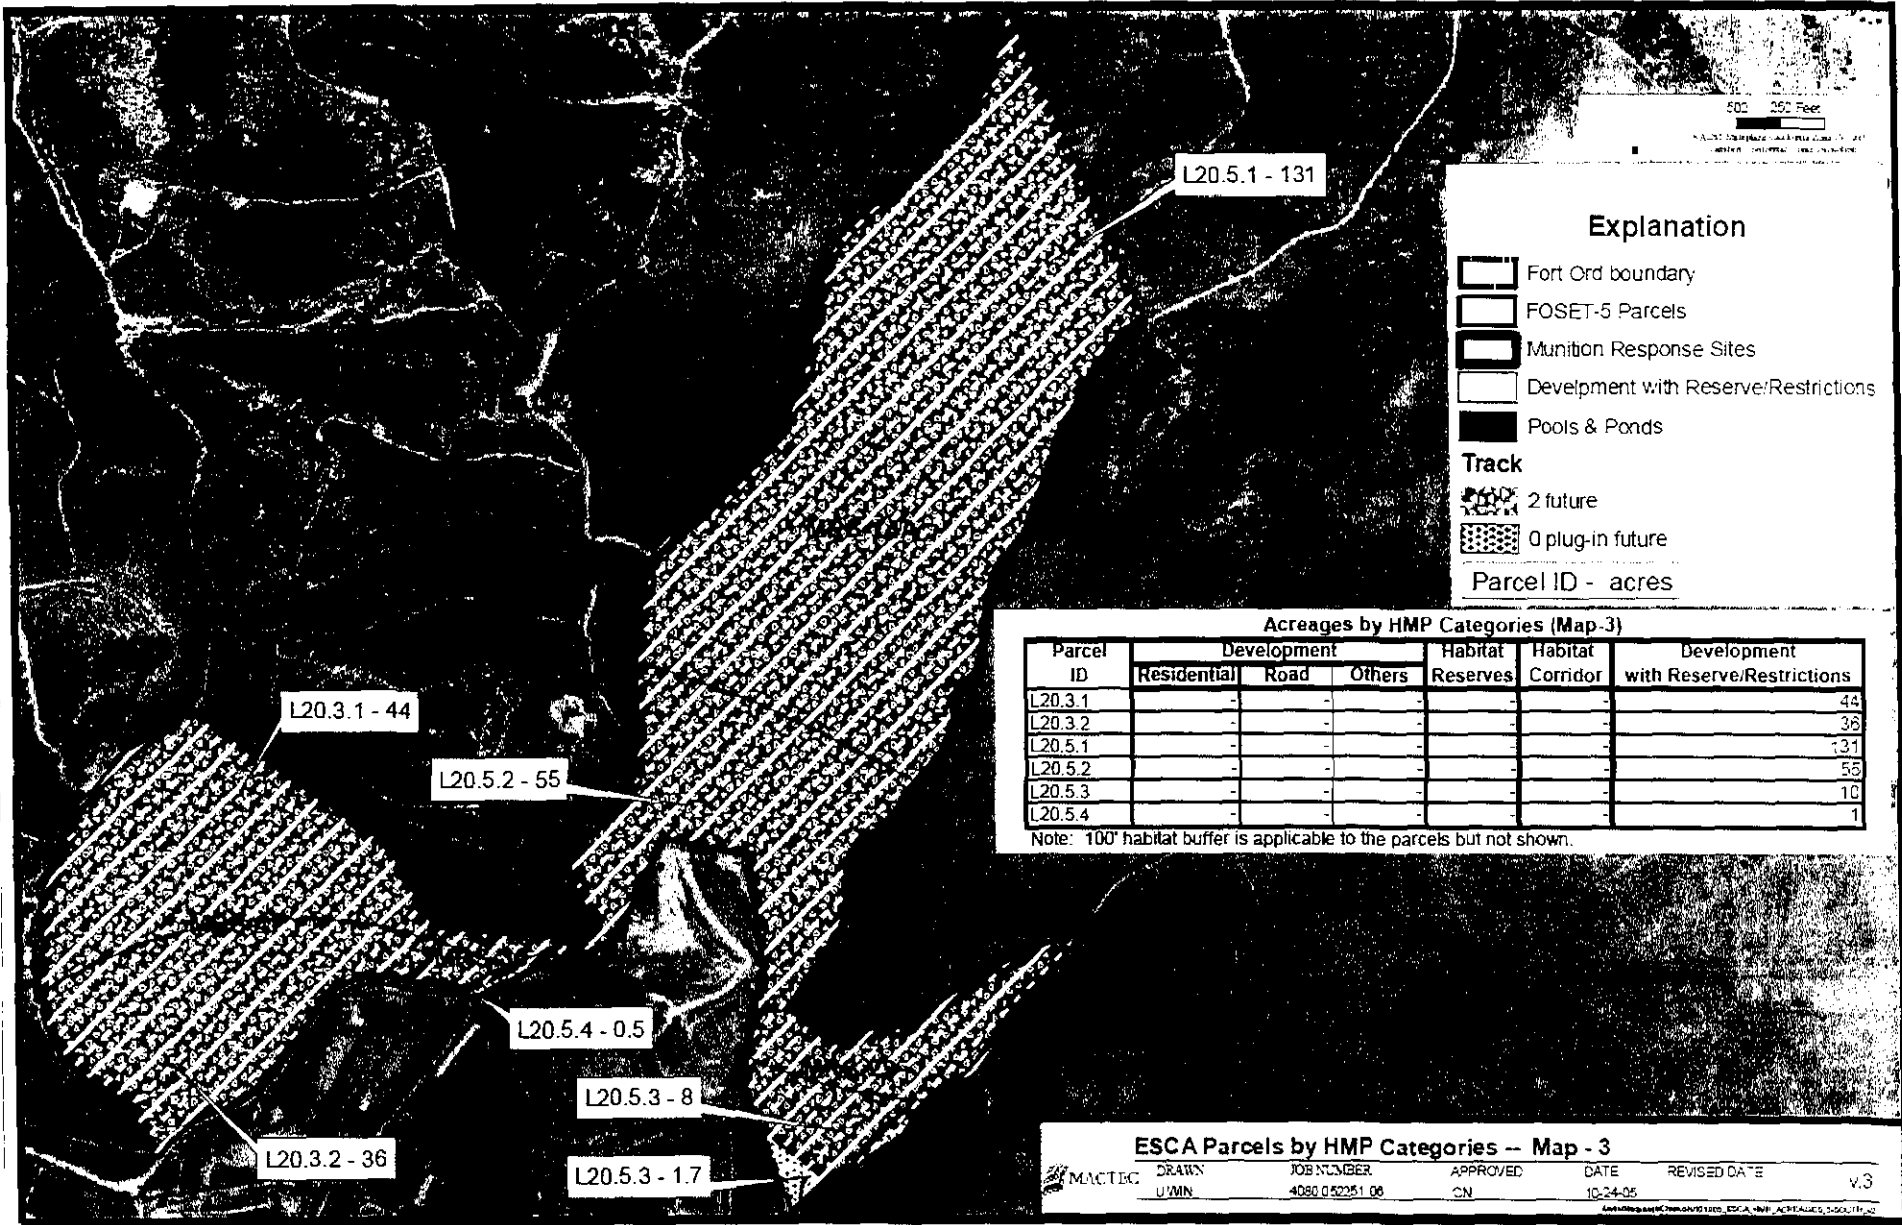 502 250 Feet
L20.5.1 - 131
Explanation
Fort Ord boundary
FOSET-5 Parcels
Munition Response Sites
Develpment with Reserve/Restrictions
Pools & Ponds
Track
2 future
0 plug-in future
Parcel ID - acres
Acreages by HMP Categories (Map-3)
Parcel ID Development Habitat Reserves Habitat Corridor Development with Reserve/Restrictions
Residential Road Others
L20.3.1 - - - - - 44
L20.3.2 - - - - - 36
L20.5.1 - - - - - 131
L20.5.2 - - - - - 55
L20.5.3 - - - - - 10
L20.5.4 - - - - - 1
Note: 100' habitat buffer is applicable to the parcels but not shown.
L20.3.1 - 44
L20.5.2 - 55
L20.5.4 - 0.5
L20.5.3 - 8
L20.3.2 - 36
L20.5.3 - 1.7
ESCA Parcels by HMP Categories -- Map - 3
MACTEC
DRAWN JOB NUMBER APPROVED DATE REVISED DATE
UWIN 4080 052251 06 CN 10-24-05
v.3